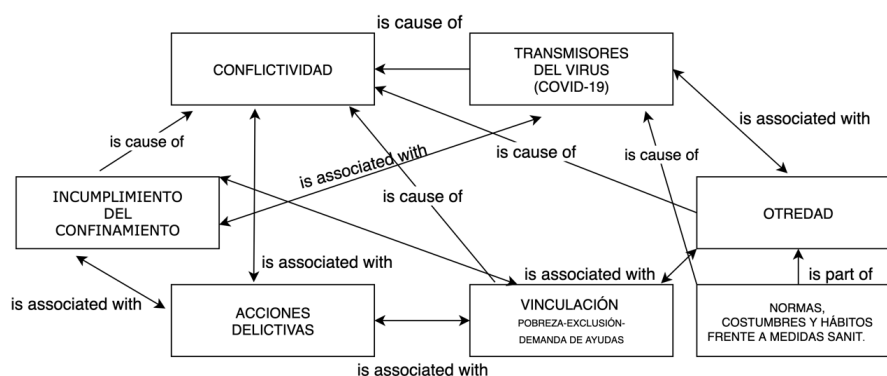 is cause of
CONFLICTIVIDAD
TRANSMISORES
DEL VIRUS
(COVID-19)
is associated with
is cause of
is associated with
is cause of
is cause of
is cause of
INCUMPLIMIENTO
DEL
CONFINAMIENTO
OTREDAD
is associated with
is associated with
is associated with
is part of
ACCIONES
DELICTIVAS
VINCULACIÓN
POBREZA-EXCLUSIÓN-
DEMANDA DE AYUDAS
NORMAS,
COSTUMBRES Y HÁBITOS
FRENTE A MEDIDAS SANIT.
is associated with